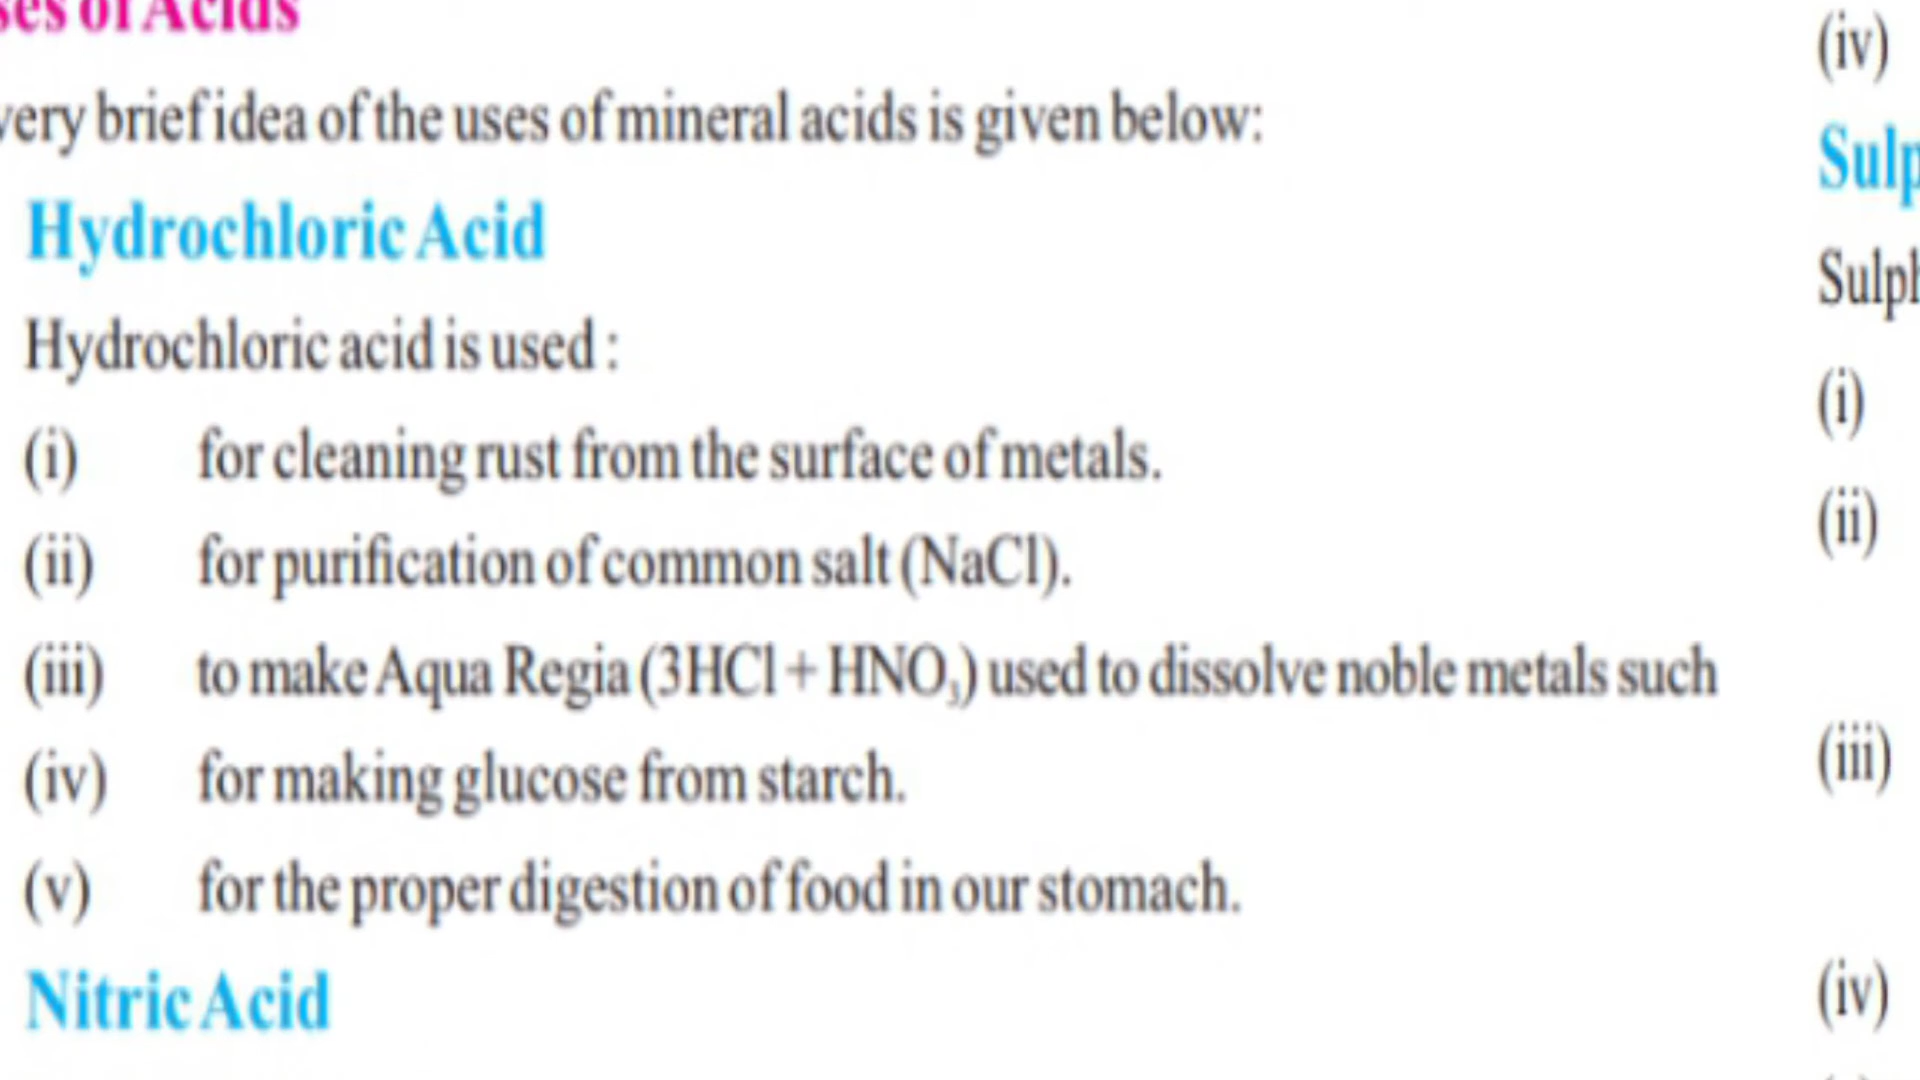 ses of Acids
very brief idea of the uses of mineral acids is given below:
Hydrochloric Acid
Hydrochloric acid is used :
(i) for cleaning rust from the surface of metals.
(ii) for purification of common salt (NaCl).
(iii) to make Aqua Regia (3HCl + HNO₃) used to dissolve noble metals such
(iv) for making glucose from starch.
(v) for the proper digestion of food in our stomach.
Nitric Acid
(iv)
Sulp
Sulph
(i)
(ii)
(iii)
(iv)